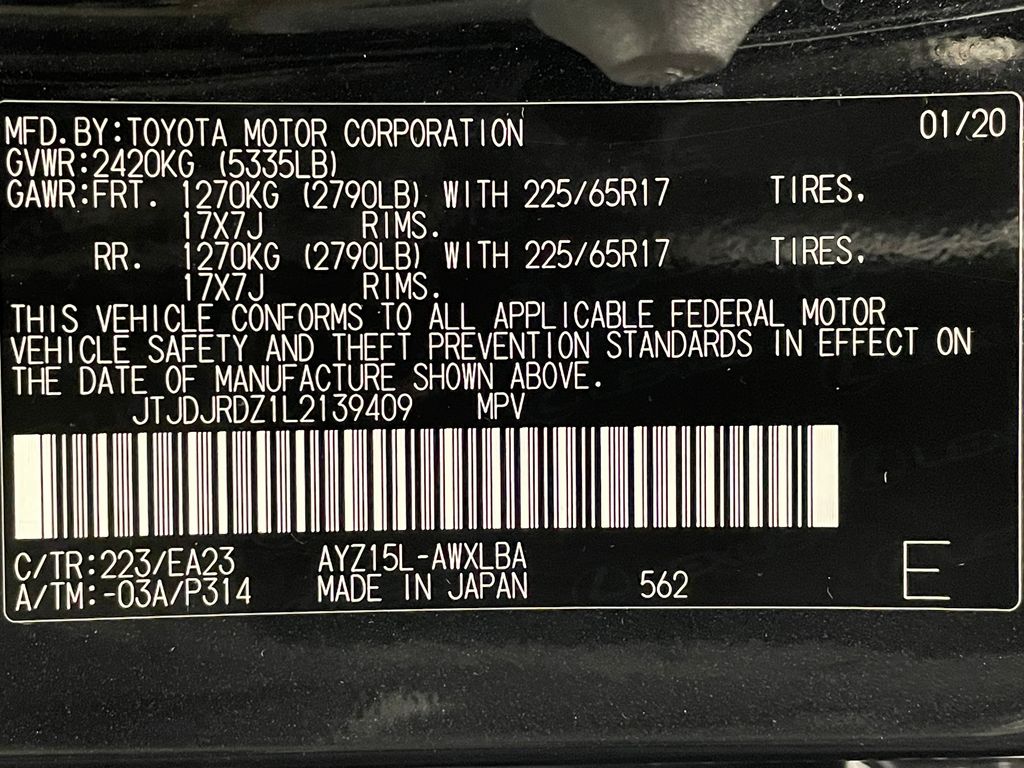 MFD.BY:TOYOTA MOTOR CORPORATION 01/20
GVWR:2420KG (5335LB)
GAWR:FRT. 1270KG (2790LB) WITH 225/65R17 TIRES.
17X7J RIMS.
RR. 1270KG (2790LB) WITH 225/65R17 TIRES.
17X7J RIMS.
THIS VEHICLE CONFORMS TO ALL APPLICABLE FEDERAL MOTOR
VEHICLE SAFETY AND THEFT PREVENTION STANDARDS IN EFFECT ON
THE DATE OF MANUFACTURE SHOWN ABOVE.
JTJDJRDZ1L2139409 MPV
C/TR:223/EA23 AYZ15L-AWXLBA
A/TM:-03A/P314 MADE IN JAPAN 562 E